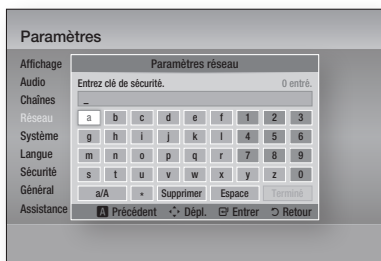 Paramètres
Affichage
Audio
Chaînes
Réseau
Système
Langue
Sécurité
Général
Assistance
Paramètres réseau
Entrez clé de sécurité. 0 entré.
_
a b c d e f 1 2 3
g h i j k l 4 5 6
m n o p q r 7 8 9
s t u v w x y z 0
a/A * Supprimer Espace Terminé
A Précédent Dépl. Entrer Retour